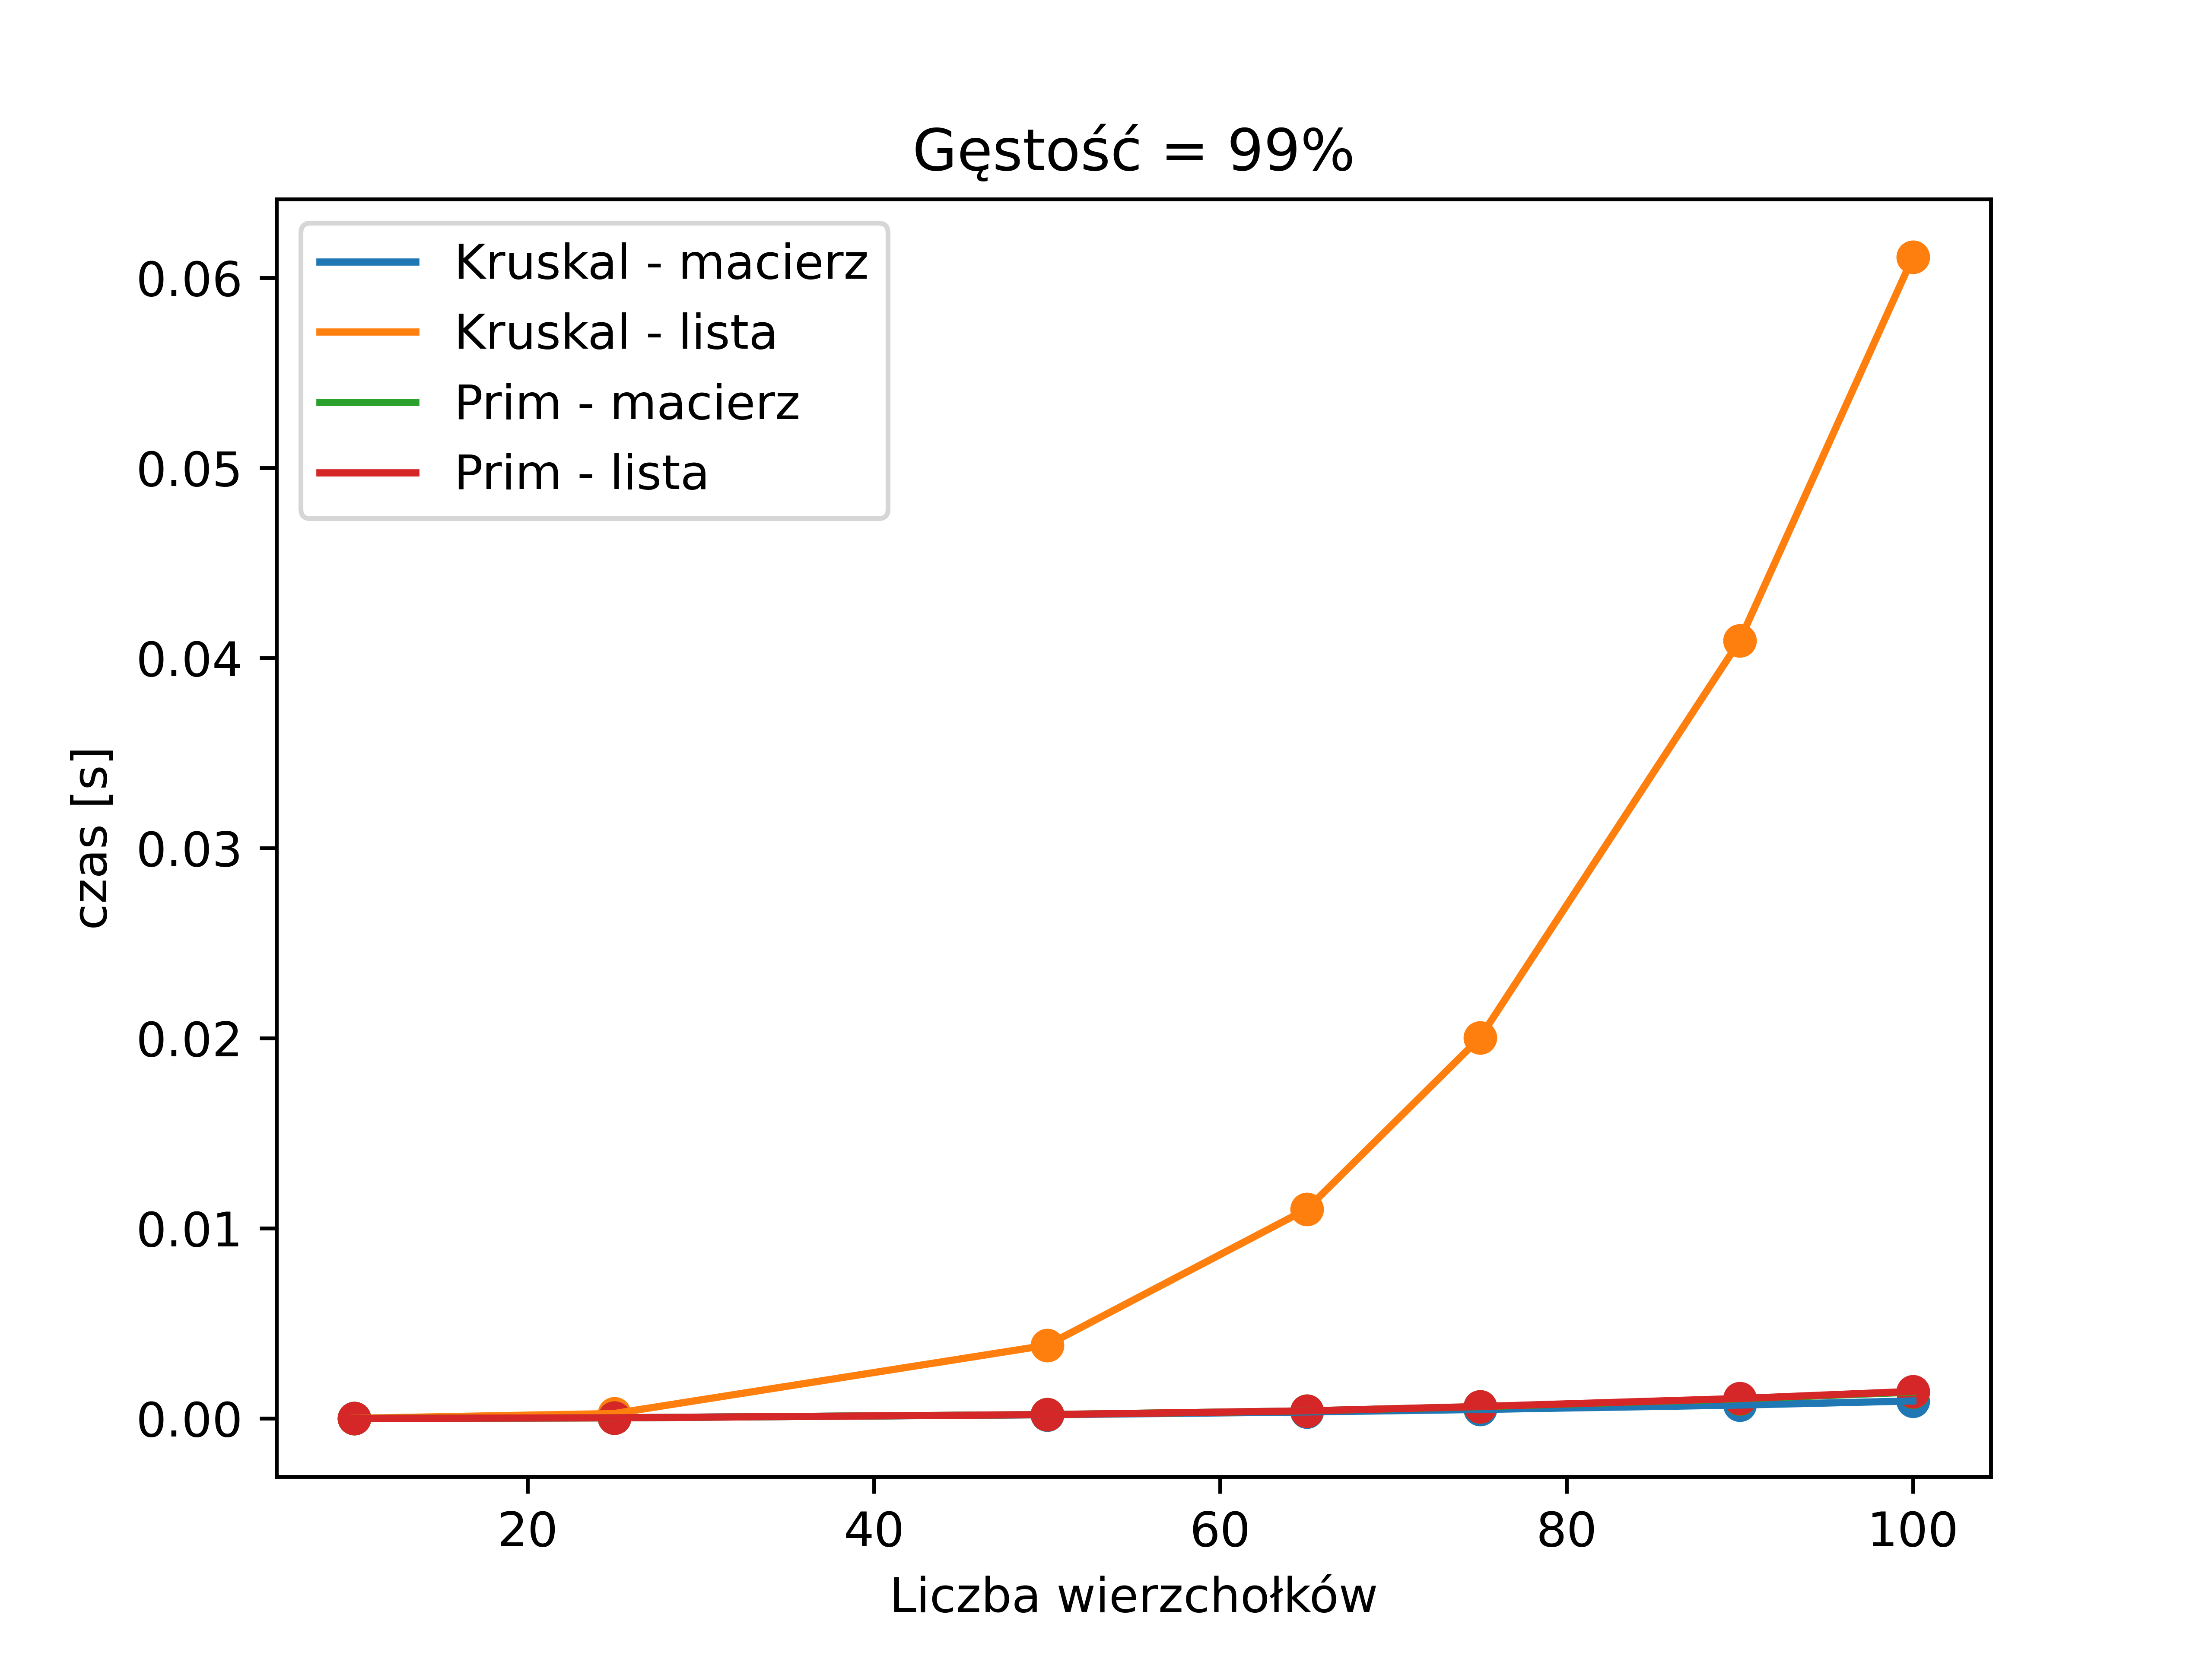 Gęstość = 99%
Kruskal - macierz
Kruskal - lista
Prim - macierz
Prim - lista
0.06
0.05
0.04
0.03
0.02
0.01
0.00
czas [s]
20 40 60 80 100
Liczba wierzchołków